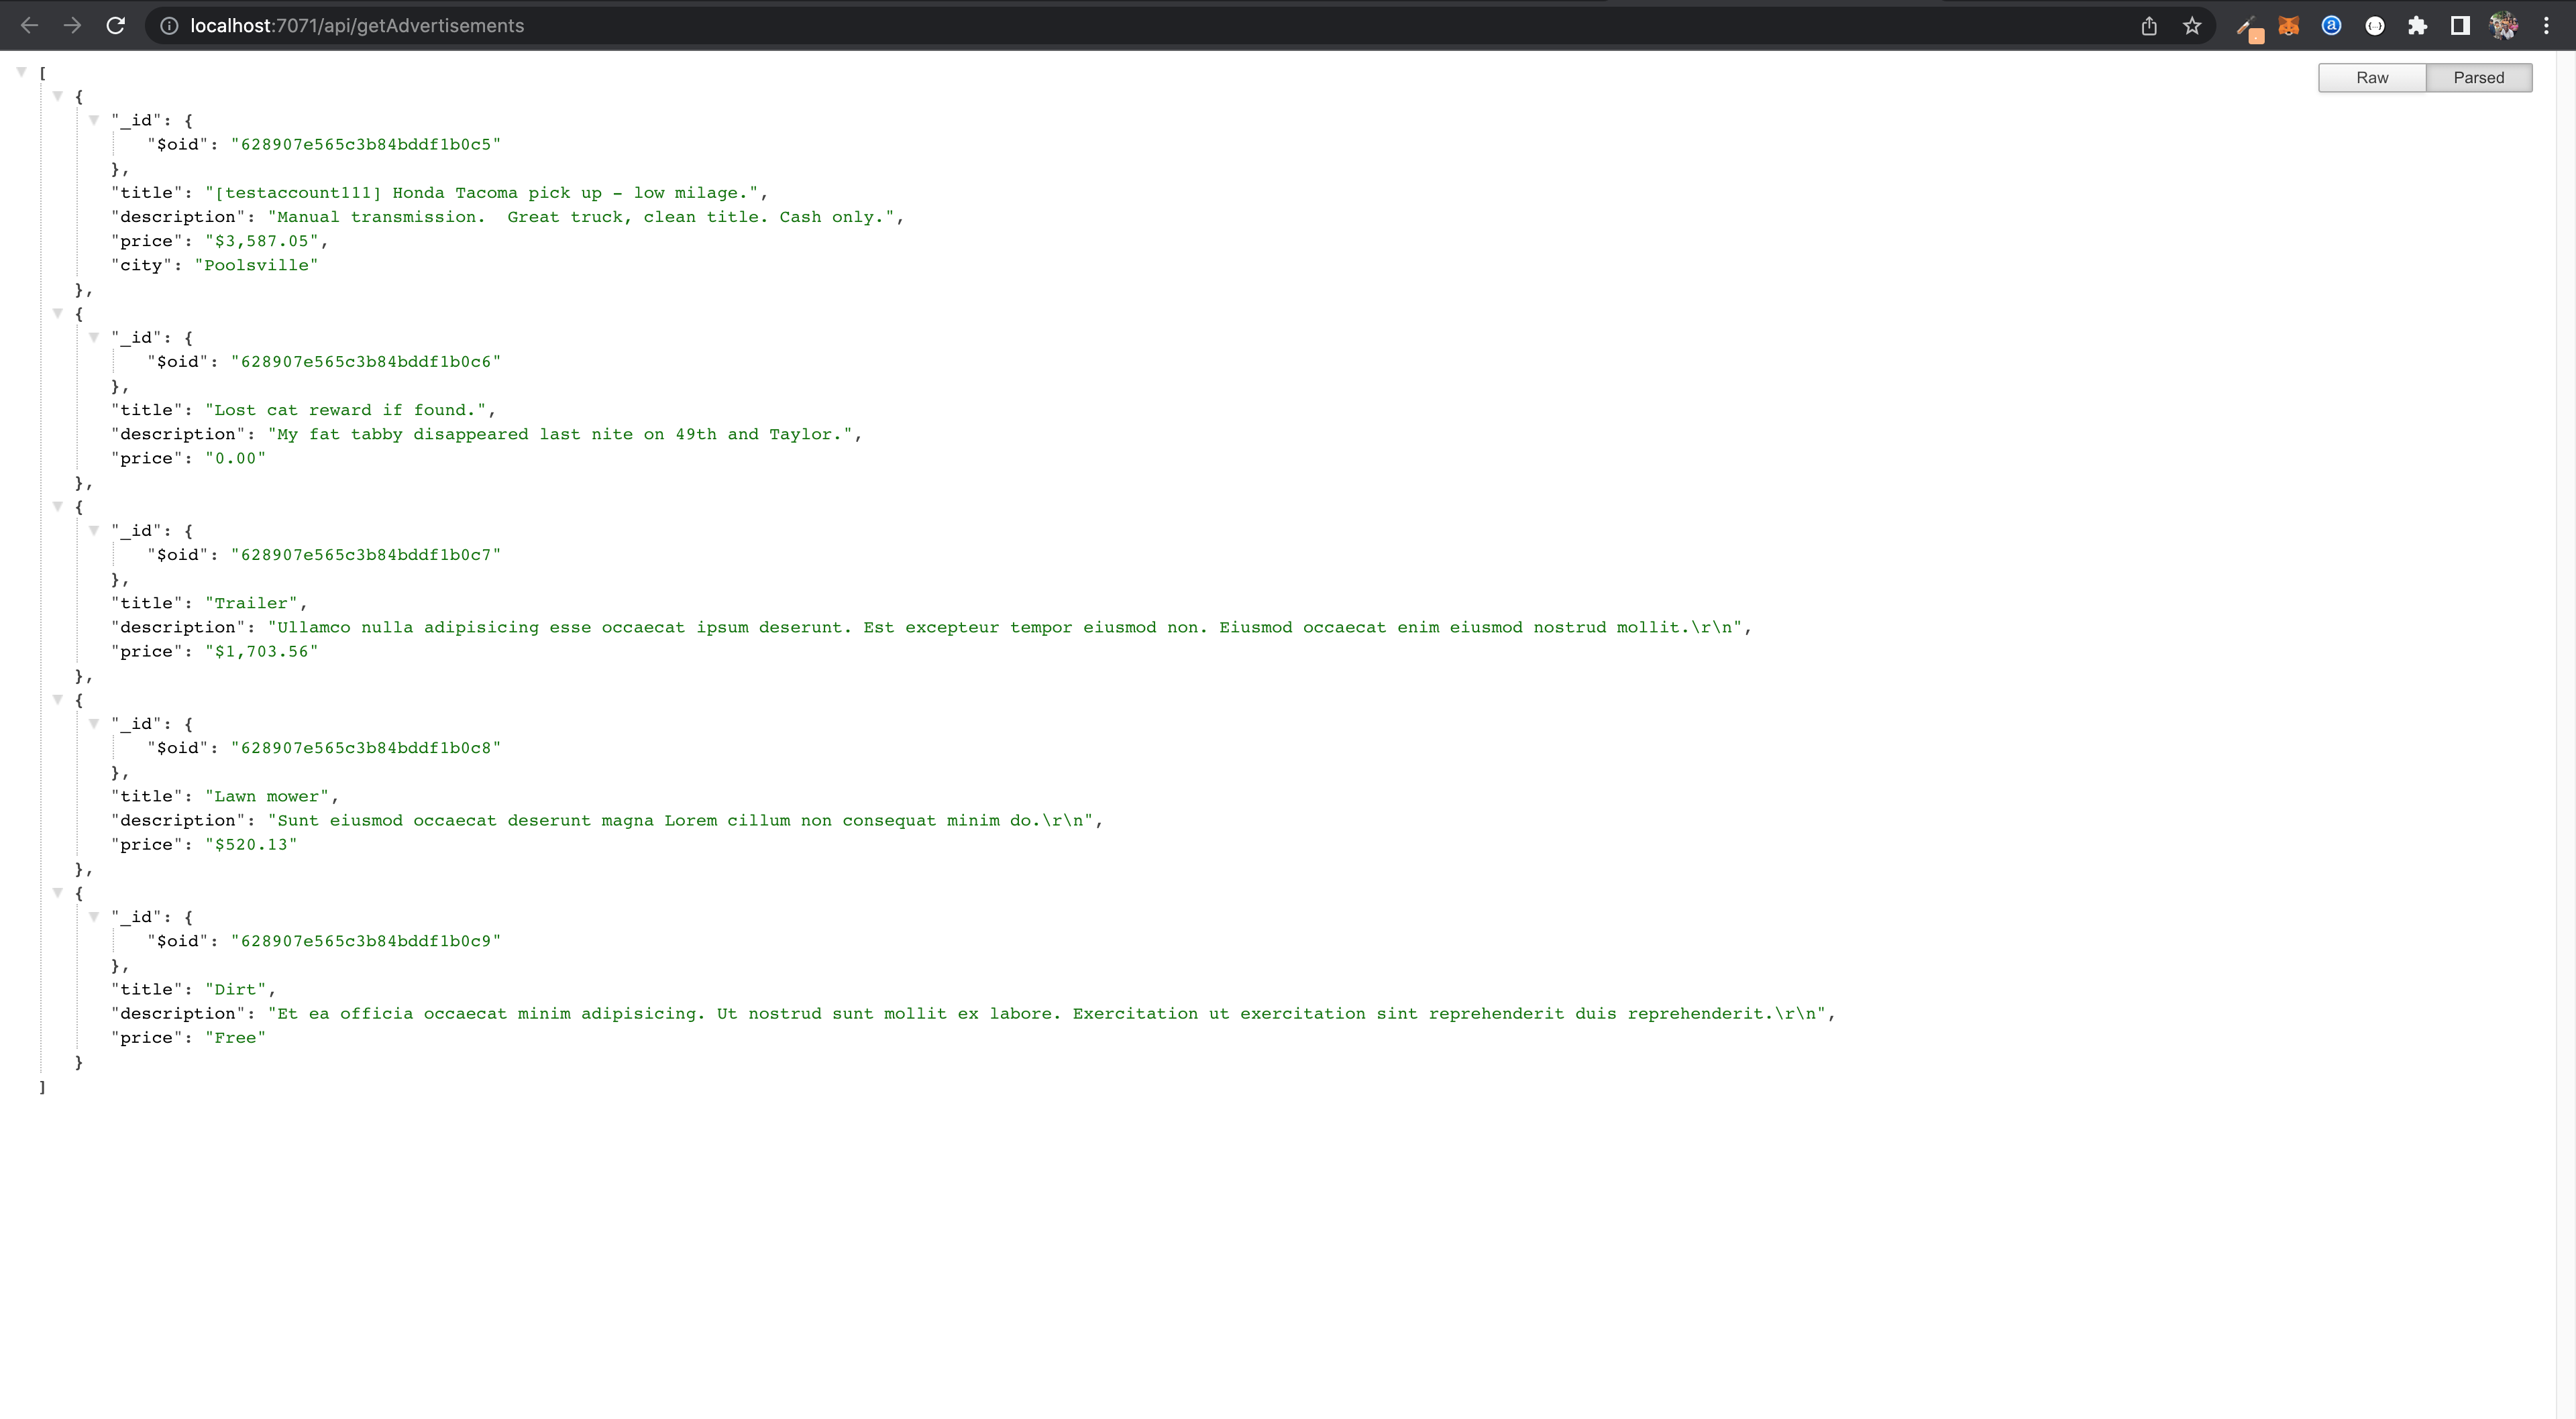 localhost:7071/api/getAdvertisements
Raw Parsed
[
{
"_id": {
"$oid": "628907e565c3b84bddf1b0c5"
},
"title": "[testaccount111] Honda Tacoma pick up - low milage.",
"description": "Manual transmission.  Great truck, clean title. Cash only.",
"price": "$3,587.05",
"city": "Poolsville"
},
{
"_id": {
"$oid": "628907e565c3b84bddf1b0c6"
},
"title": "Lost cat reward if found.",
"description": "My fat tabby disappeared last nite on 49th and Taylor.",
"price": "0.00"
},
{
"_id": {
"$oid": "628907e565c3b84bddf1b0c7"
},
"title": "Trailer",
"description": "Ullamco nulla adipisicing esse occaecat ipsum deserunt. Est excepteur tempor eiusmod non. Eiusmod occaecat enim eiusmod nostrud mollit.\r\n",
"price": "$1,703.56"
},
{
"_id": {
"$oid": "628907e565c3b84bddf1b0c8"
},
"title": "Lawn mower",
"description": "Sunt eiusmod occaecat deserunt magna Lorem cillum non consequat minim do.\r\n",
"price": "$520.13"
},
{
"_id": {
"$oid": "628907e565c3b84bddf1b0c9"
},
"title": "Dirt",
"description": "Et ea officia occaecat minim adipisicing. Ut nostrud sunt mollit ex labore. Exercitation ut exercitation sint reprehenderit duis reprehenderit.\r\n",
"price": "Free"
}
]